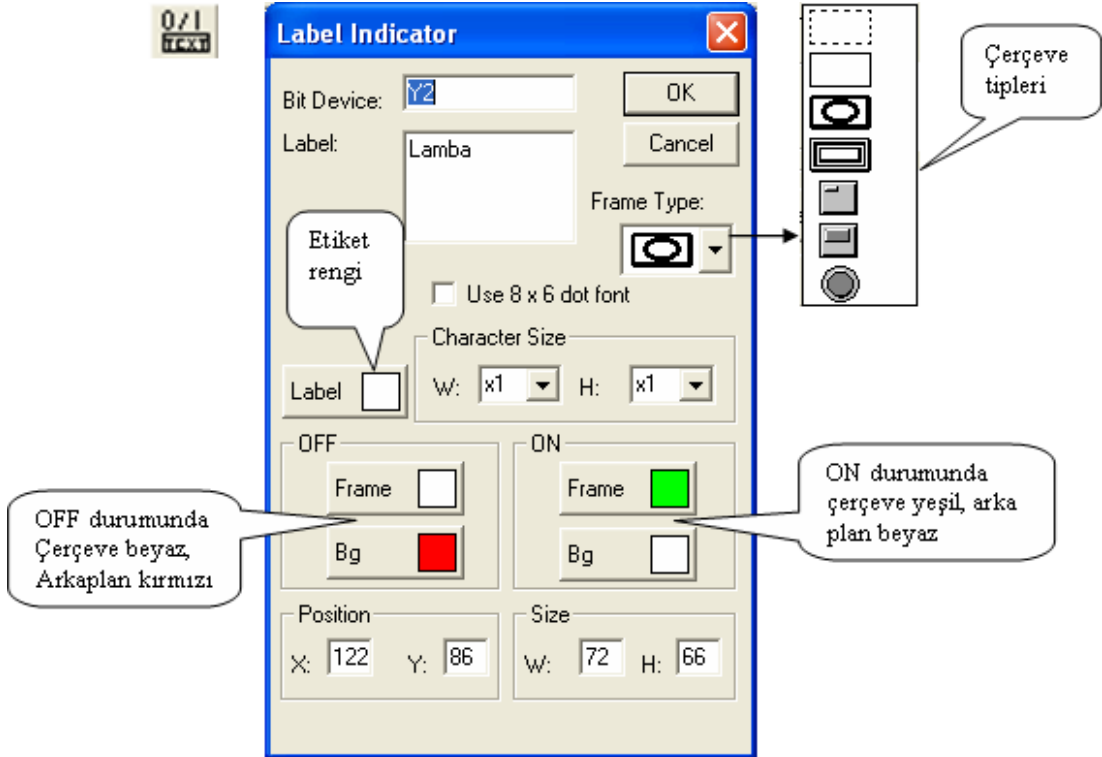 0/1
TEXT
Label Indicator
Çerçeve
tipleri
Bit Device:
Y2
OK
Label:
Lamba
Cancel
Frame Type:
Etiket
rengi
Use 8 x 6 dot font
Character Size
Label
W:
x1
H:
x1
OFF
ON
Frame
Frame
Bg
Bg
OFF durumunda
Çerçeve beyaz,
Arkaplan kırmızı
ON durumunda
çerçeve yeşil, arka
plan beyaz
Position
Size
X: 122 Y: 86
W: 72 H: 66